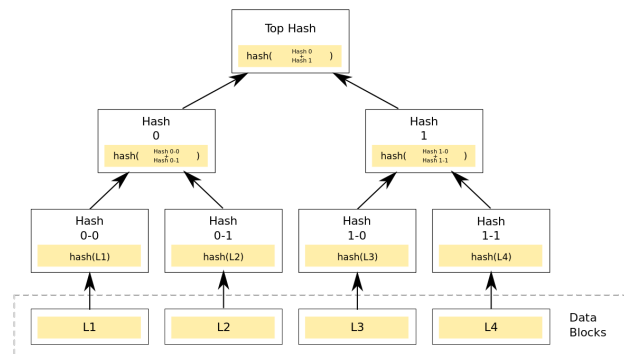 Top Hash
hash( Hash 0 + Hash 1 )
Hash
0
hash( Hash 0-0 + Hash 0-1 )
Hash
1
hash( Hash 1-0 + Hash 1-1 )
Hash
0-0
hash(L1)
Hash
0-1
hash(L2)
Hash
1-0
hash(L3)
Hash
1-1
hash(L4)
L1
L2
L3
L4
Data
Blocks